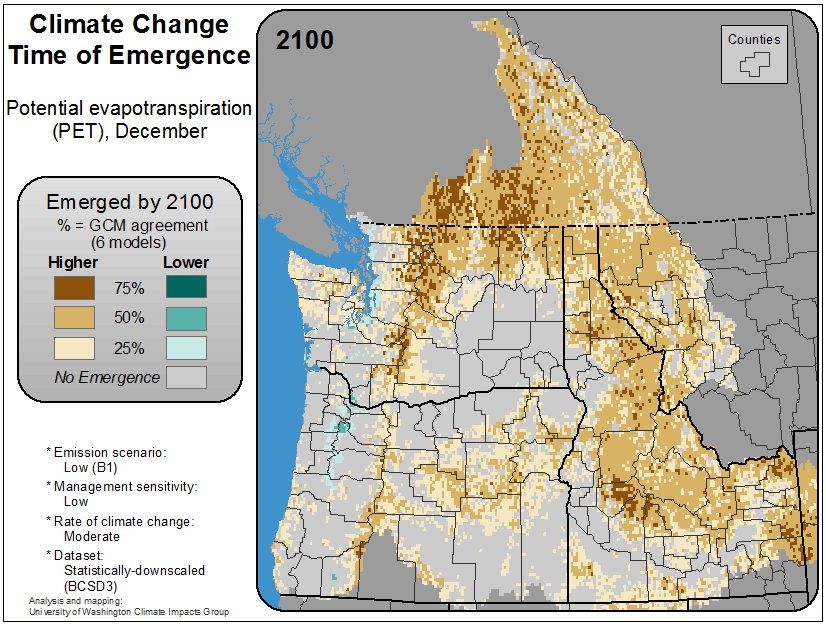 Climate Change
Time of Emergence
Potential evapotranspiration
(PET), December
Emerged by 2100
% = GCM agreement
(6 models)
Higher Lower
75%
50%
25%
No Emergence
* Emission scenario:
Low (B1)
* Management sensitivity:
Low
* Rate of climate change:
Moderate
* Dataset:
Statistically-downscaled
(BCSD3)
Analysis and mapping:
University of Washington Climate Impacts Group
2100
Counties